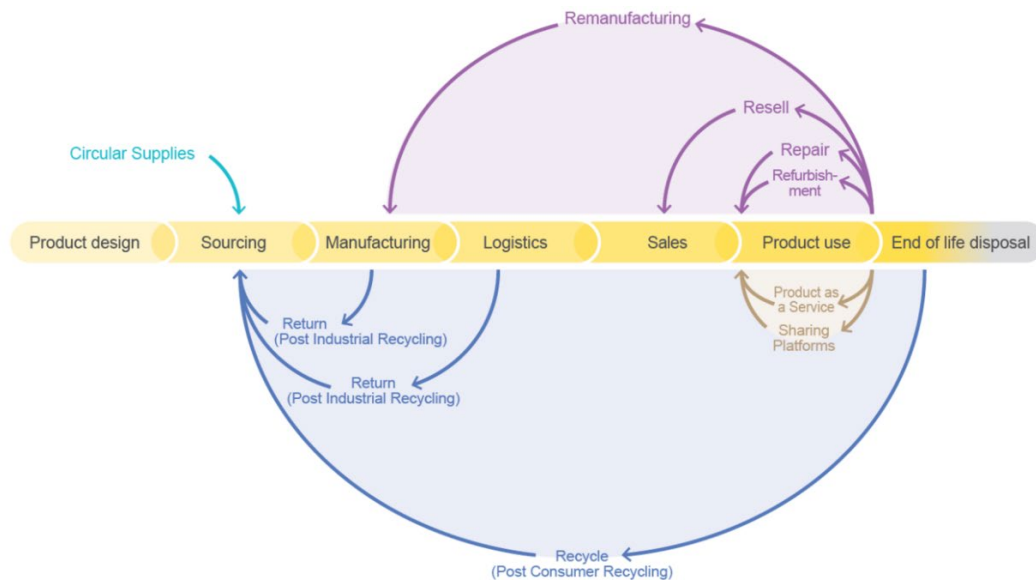 Remanufacturing
Resell
Circular Supplies
Repair
Refurbish-
ment
Product design
Sourcing
Manufacturing
Logistics
Sales
Product use
End of life disposal
Product as
a Service
Return
(Post Industrial Recycling)
Sharing
Platforms
Return
(Post Industrial Recycling)
Recycle
(Post Consumer Recycling)